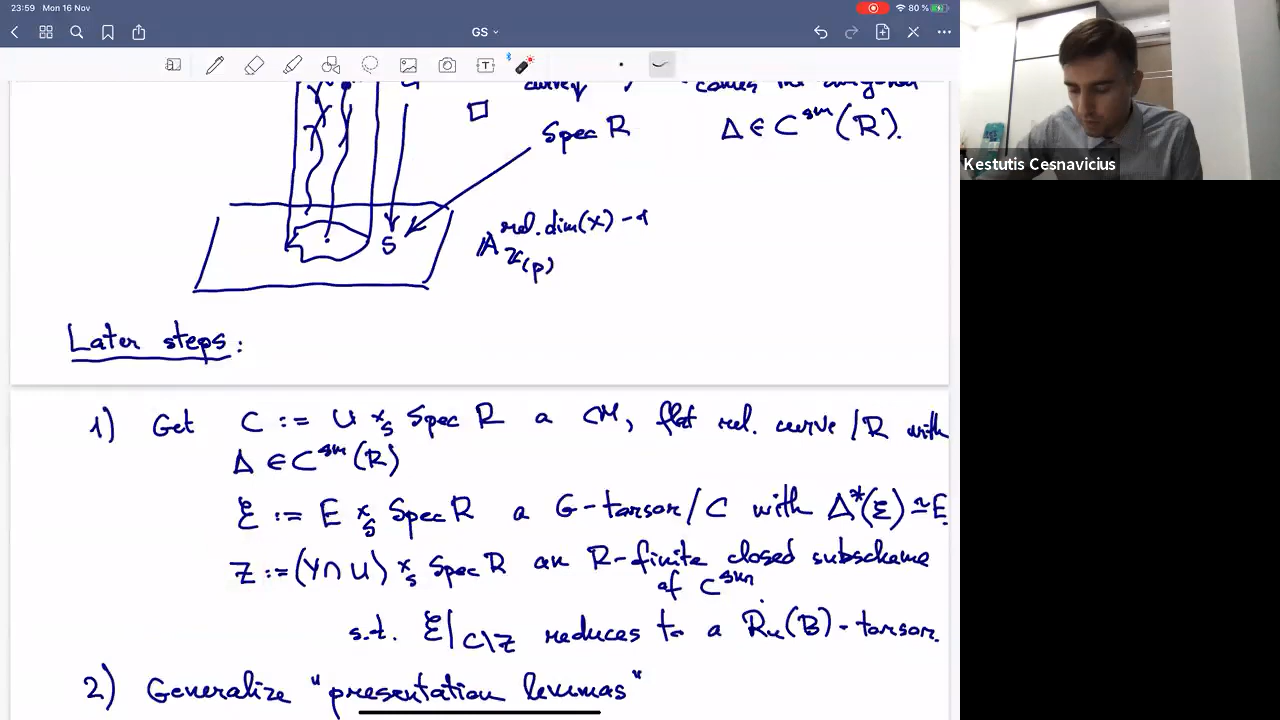 23:59 Mon 16 Nov
80 %
GS
Spec R
Δ ∈ C^sm (R).
S
A^{rel. dim(X) - 1}_{Z(p)}
Later steps:
1) Get C := U ×_S Spec R a CM, flat rel. curve /R with
Δ ∈ C^sm (R)
ℰ := E ×_S Spec R a G-torsor / C with Δ*(ℰ) ≃ E.
Z := (Y ∩ U) ×_S Spec R an R-finite closed subscheme
of C^sm
s.t. ℰ|_{C\Z} reduces to a R_u(B)-torsor.
2) Generalize "presentation lemmas"
Kestutis Cesnavicius